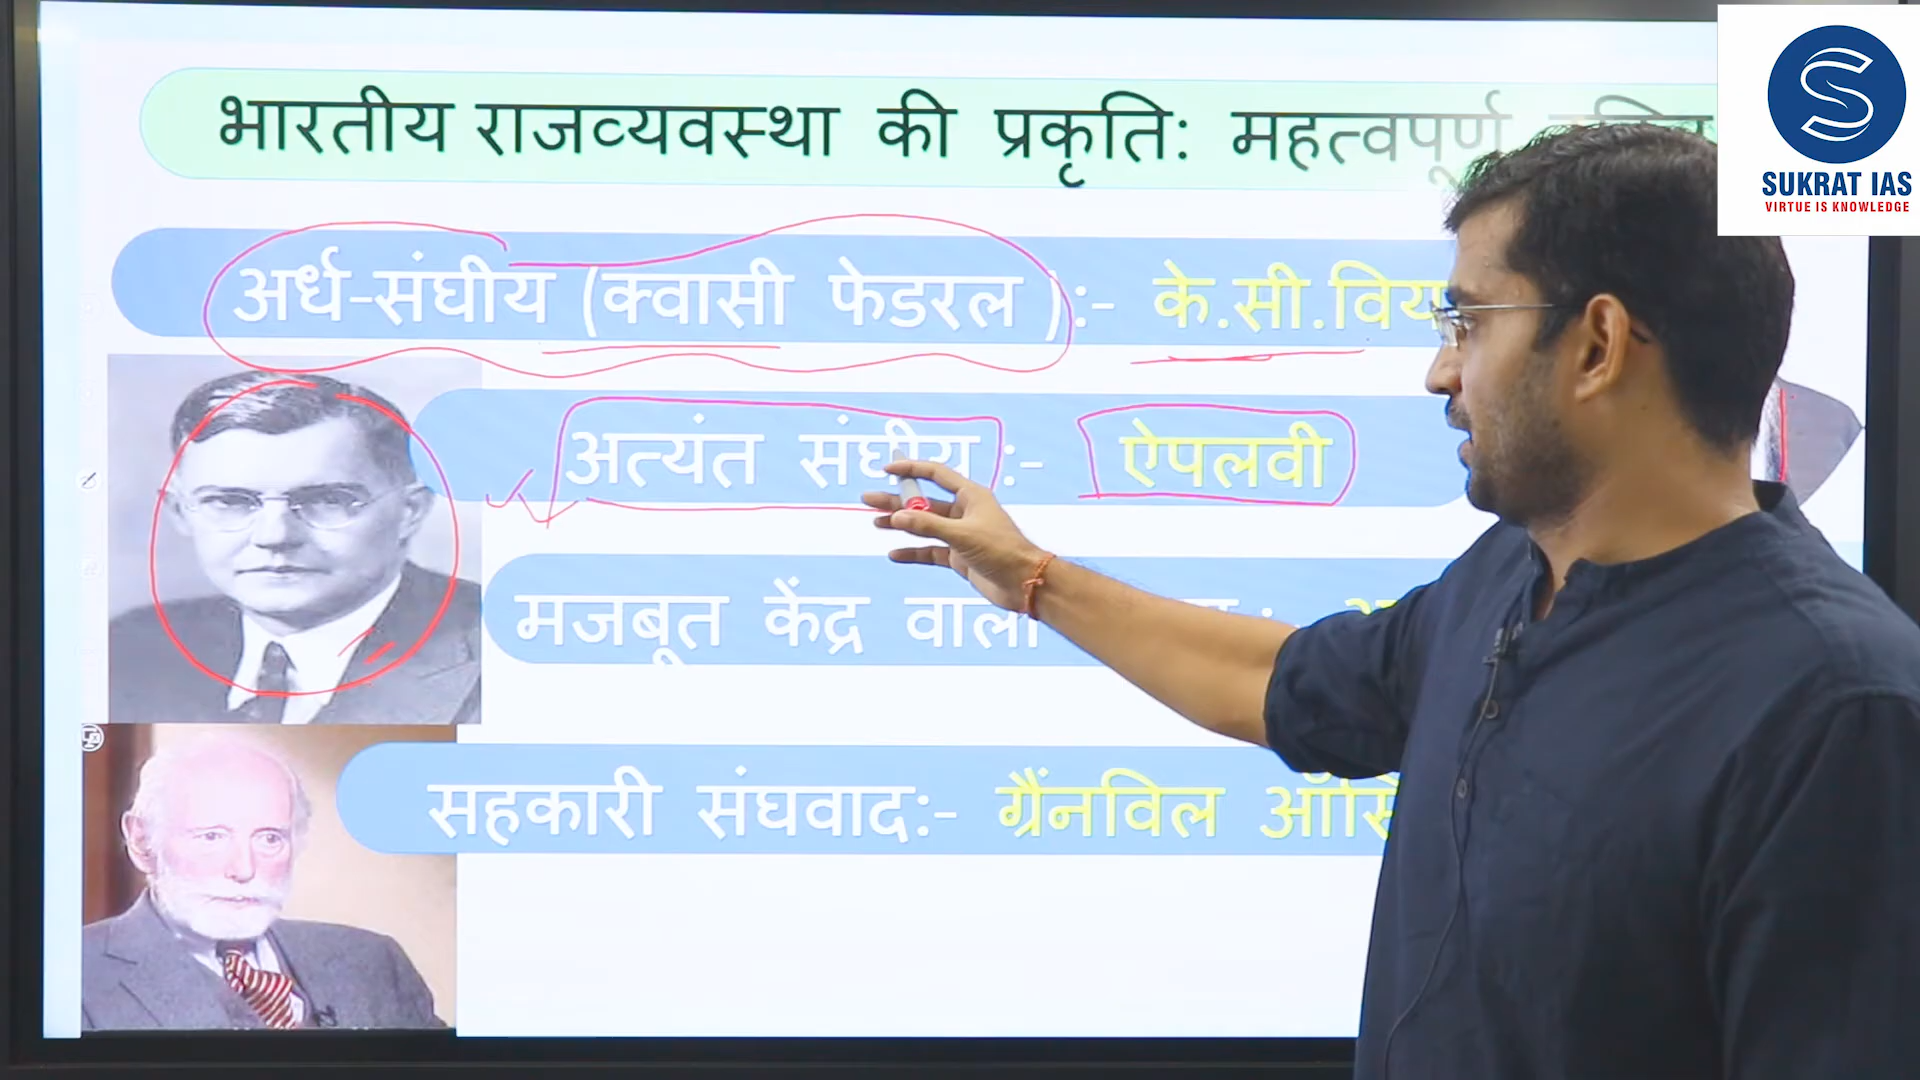 भारतीय राजव्यवस्था की प्रकृति: महत्वपूर्ण
SUKRAT IAS
VIRTUE IS KNOWLEDGE
अर्ध-संघीय (क्वासी फेडरल ):- के.सी.विय
अत्यंत संघीय :- ऐपलवी
मजबूत केंद्र वाला
सहकारी संघवाद:- ग्रैनविल